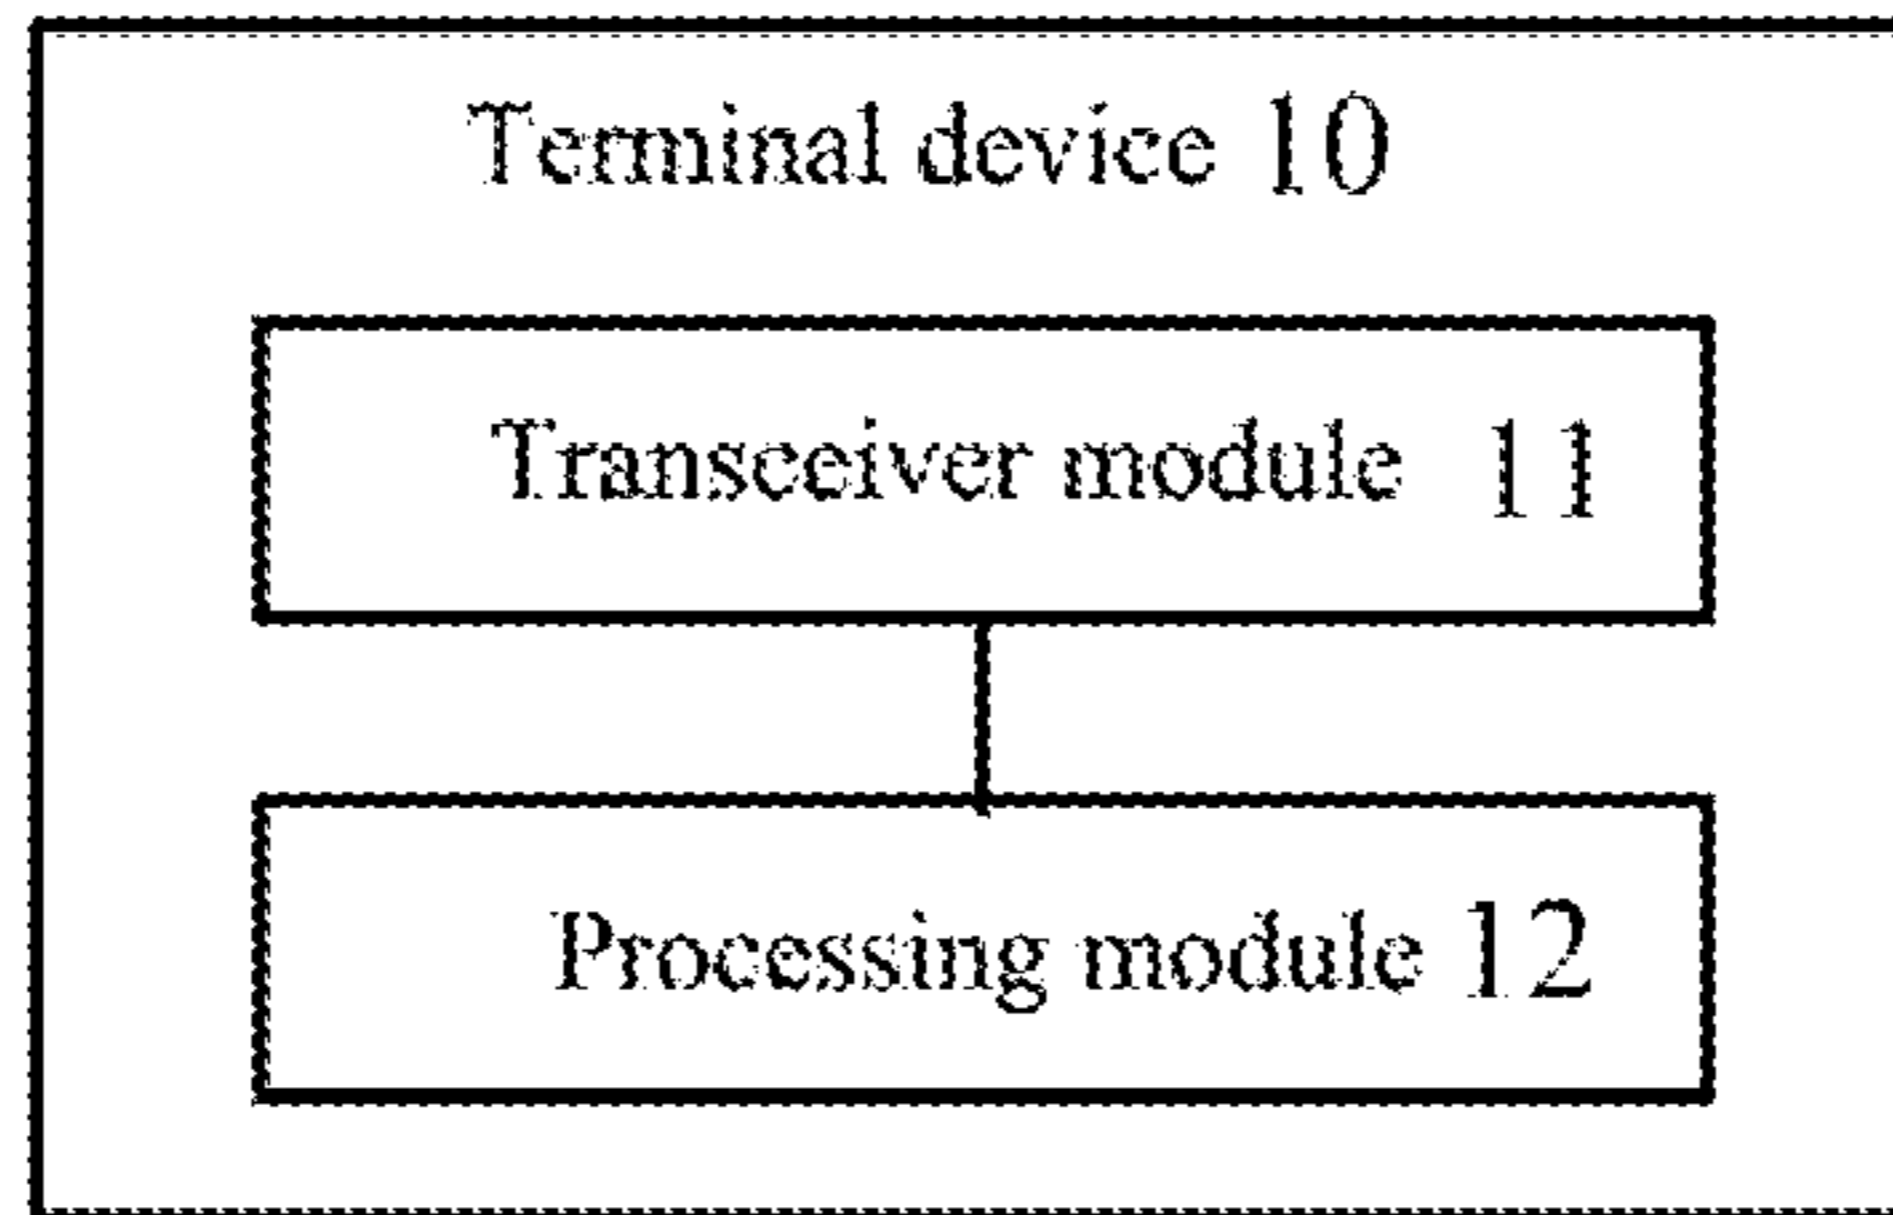 Terminal device 10
Transceiver module 11
Processing module 12